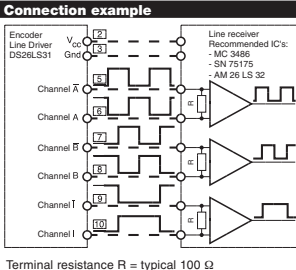 Connection example
Encoder
Line Driver
DS26LS31
VCC
Gnd
2
3
Line receiver
Recommended IC's:
- MC 3486
- SN 75175
- AM 26 LS 32
Channel A̅
5
Channel A
6
R
Channel B̅
7
Channel B
8
R
Channel I̅
9
Channel I
10
R
Terminal resistance R = typical 100 Ω